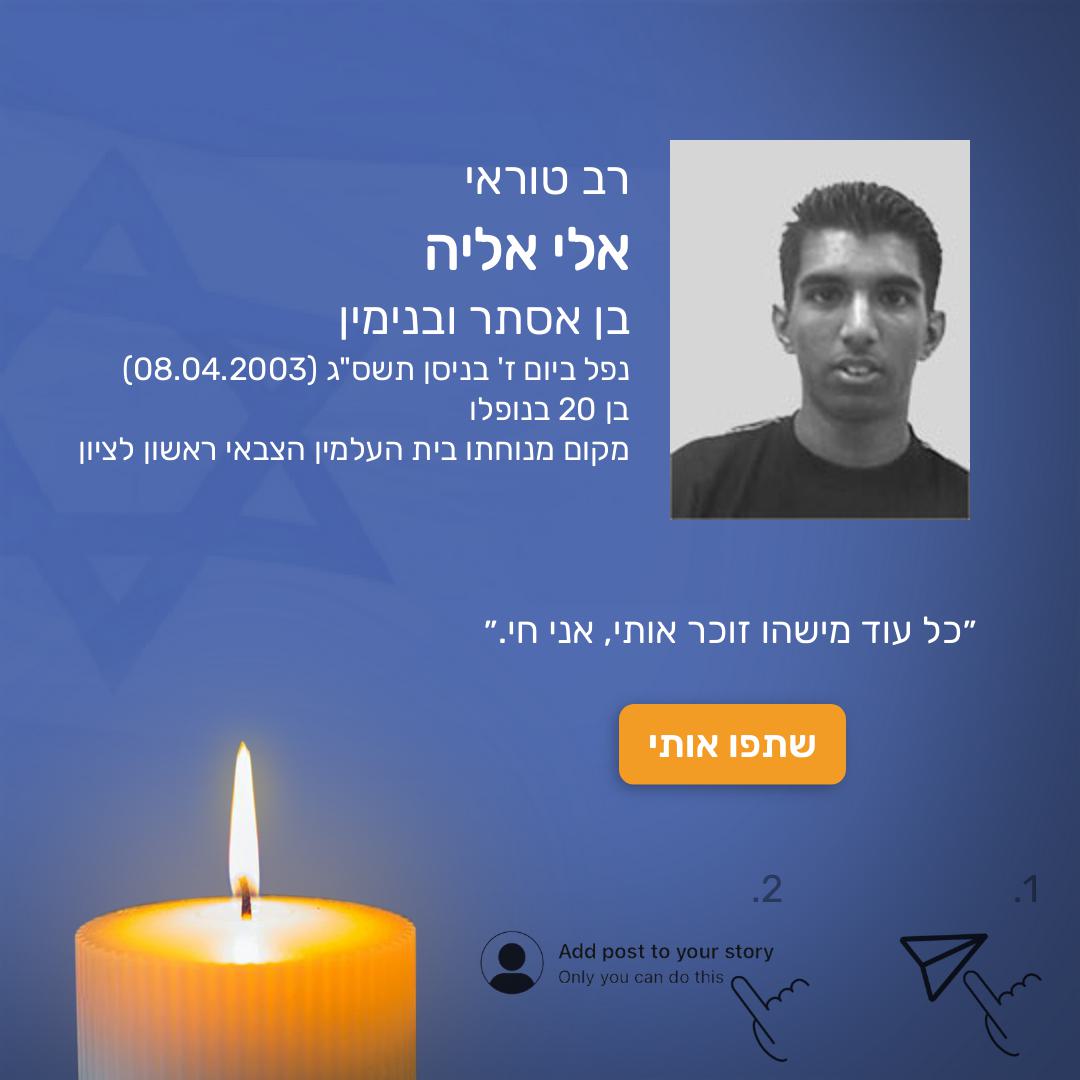 רב טוראי
אלי אליה
בן אסתר ובנימין
נפל ביום ז' בניסן תשס"ג (08.04.2003)
בן 20 בנופלו
מקום מנוחתו בית העלמין הצבאי ראשון לציון
״כל עוד מישהו זוכר אותי, אני חי.״
שתפו אותי
1.
2.
Add post to your story
Only you can do this